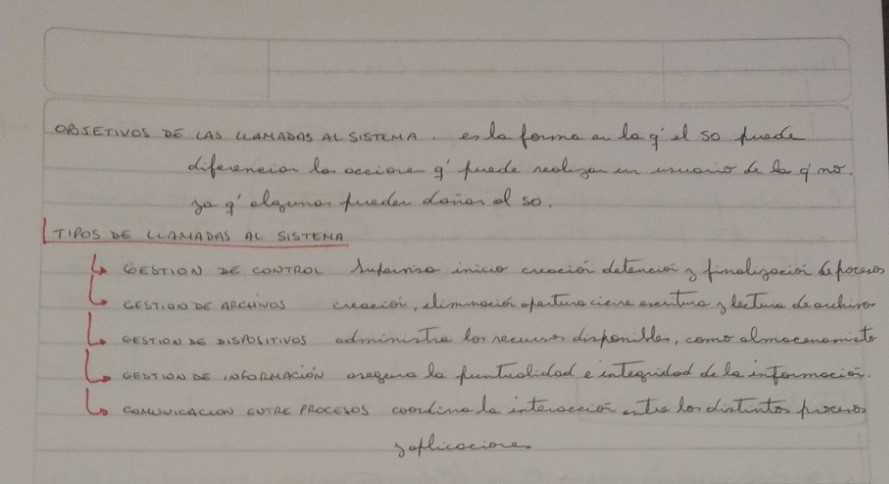 OBJETIVOS DE LAS LLAMADAS AL SISTEMA. es la forma en la q' el SO puede
diferenciar las acciones q' puede realizar un usuario de la q' no.
ya q' algunas pueden dañar al SO.
TIPOS DE LLAMADAS AL SISTEMA
GESTION DE CONTROL Supervisa inicio creación detención y finalización de procesos
GESTION DE ARCHIVOS creación, eliminación apertura cierre escritura y lectura de archivos
GESTION DE DISPOSITIVOS administra los recursos disponibles, como almacenamiento
GESTION DE INFORMACIÓN asegura la puntualidad e integridad de la información.
COMUNICACION ENTRE PROCESOS coordina la interacción entre los distintos procesos
y aplicaciones